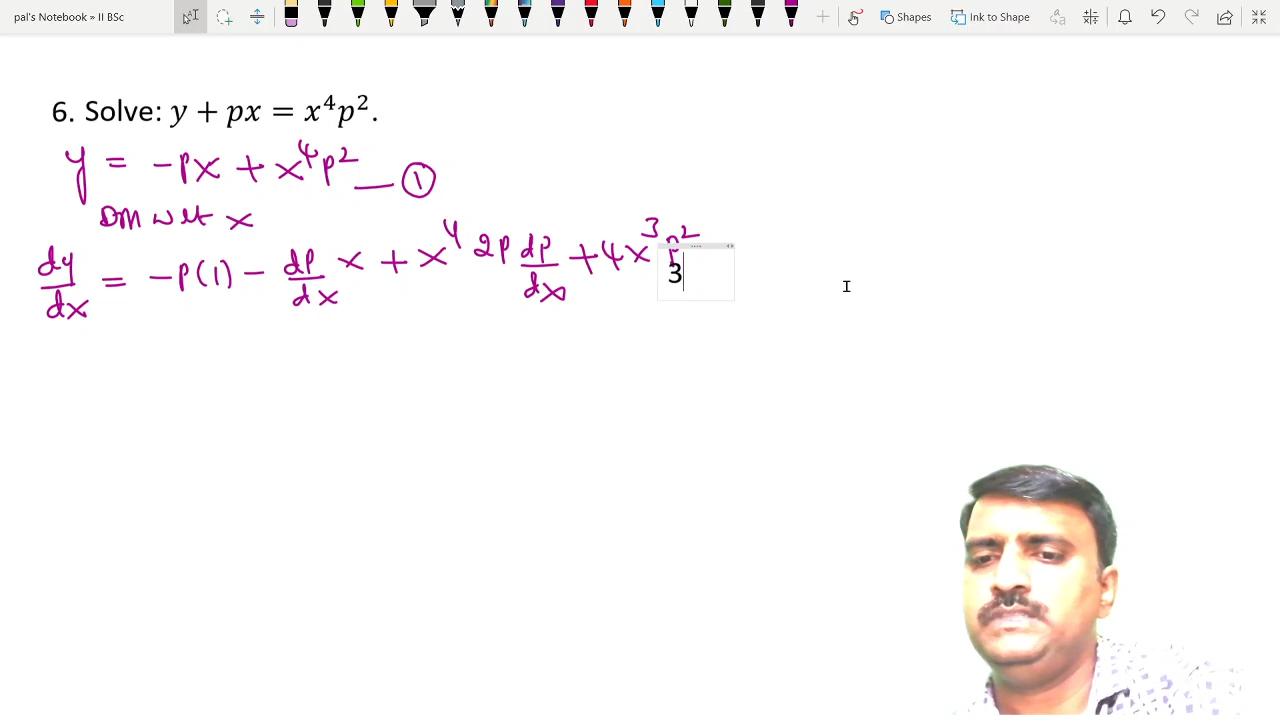 pal's Notebook » II BSc
Shapes
Ink to Shape
6. Solve: y + px = x⁴p².
y = -px + x⁴p² — ①
Diff w.r.t x
dy/dx = -p(1) - dp/dx x + x⁴ 2p dp/dx + 4x³p²
3